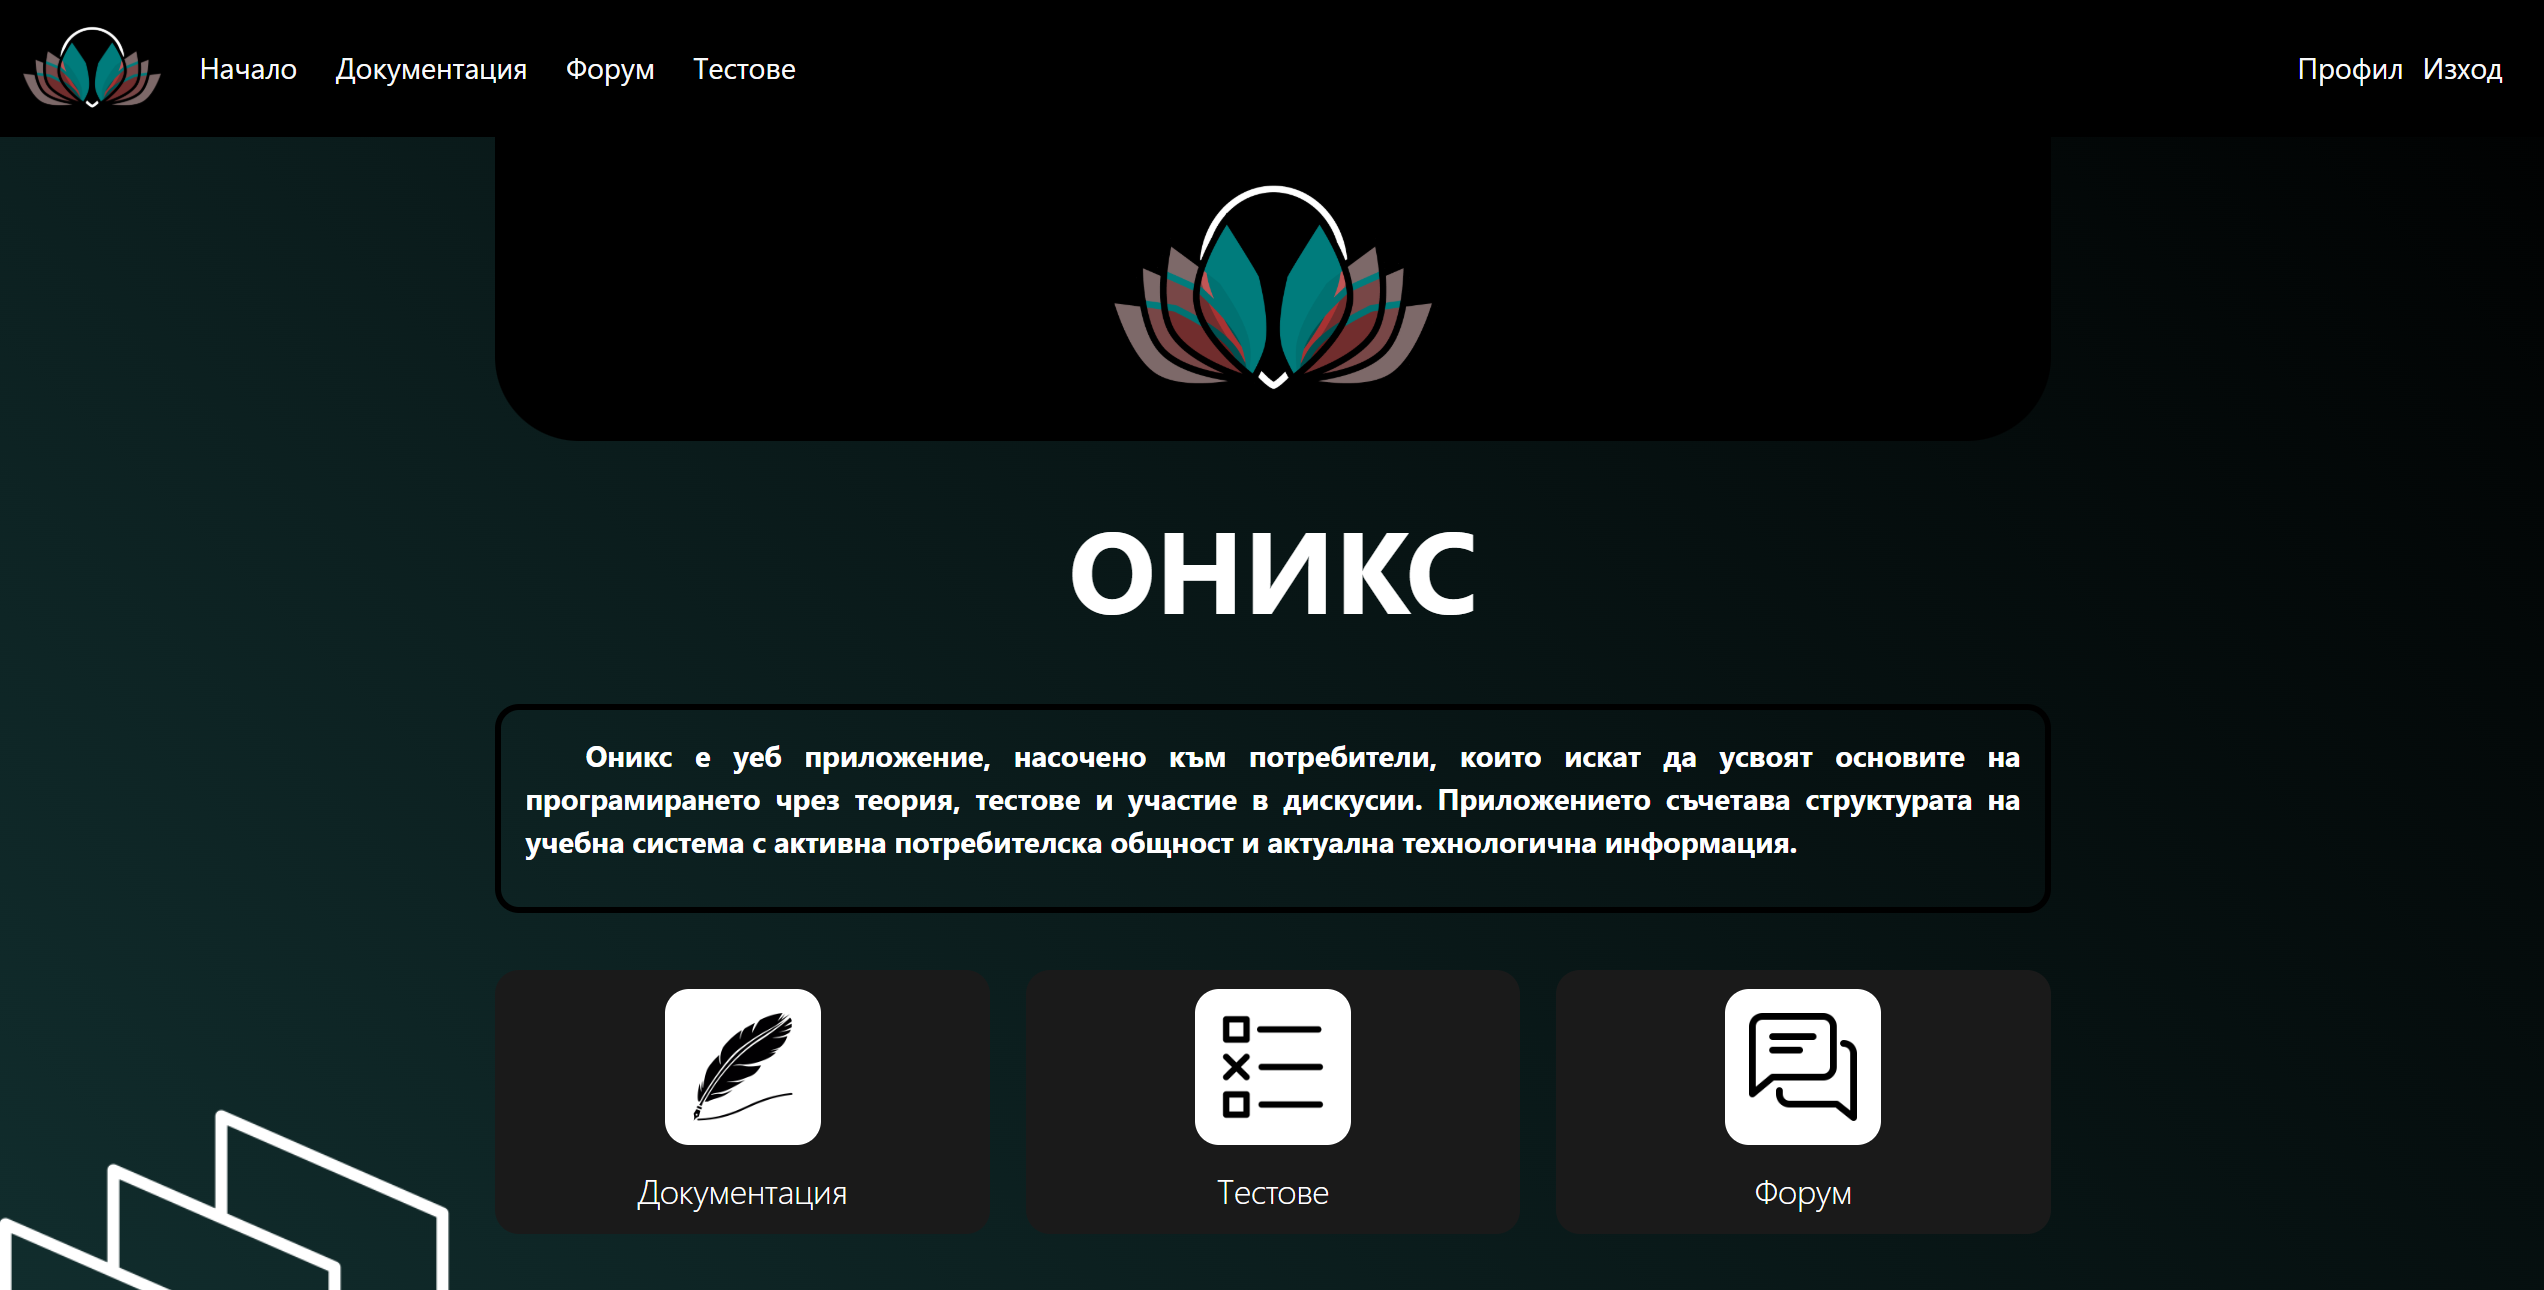 Начало Документация Форум Тестове Профил Изход
ОНИКС
Оникс е уеб приложение, насочено към потребители, които искат да усвоят основите на
програмирането чрез теория, тестове и участие в дискусии. Приложението съчетава структурата на
учебна система с активна потребителска общност и актуална технологична информация.
Документация Тестове Форум